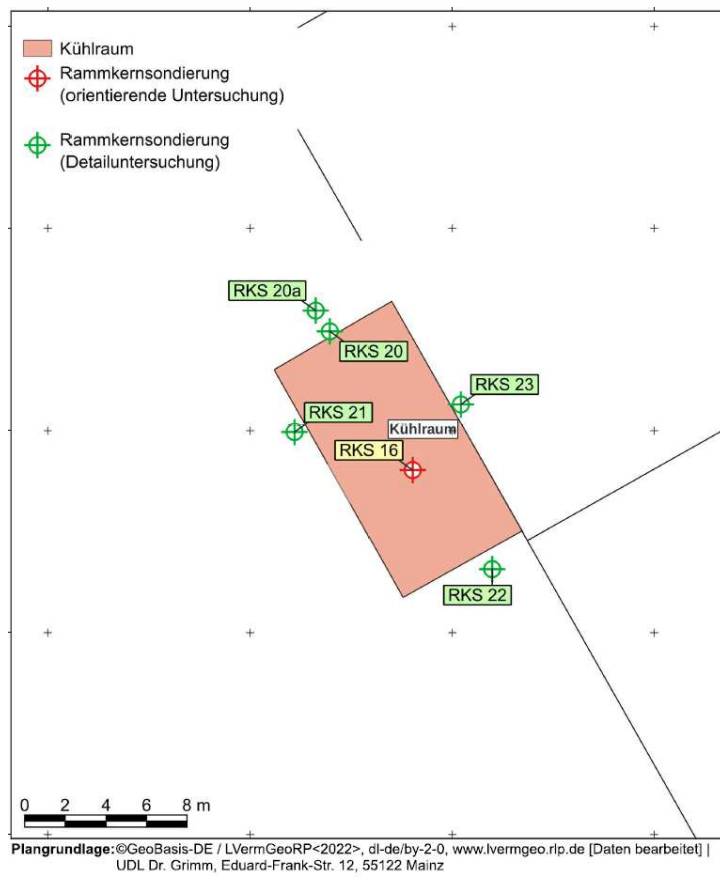 Kühlraum
Rammkernsondierung
(orientierende Untersuchung)
Rammkernsondierung
(Detailuntersuchung)
RKS 20a
RKS 20
RKS 23
RKS 21
Kühlraum
RKS 16
RKS 22
0 2 4 6 8 m
Plangrundlage: ©GeoBasis-DE / LVermGeoRP<2022>, dl-de/by-2-0, www.lvermgeo.rlp.de [Daten bearbeitet] |
UDL Dr. Grimm, Eduard-Frank-Str. 12, 55122 Mainz